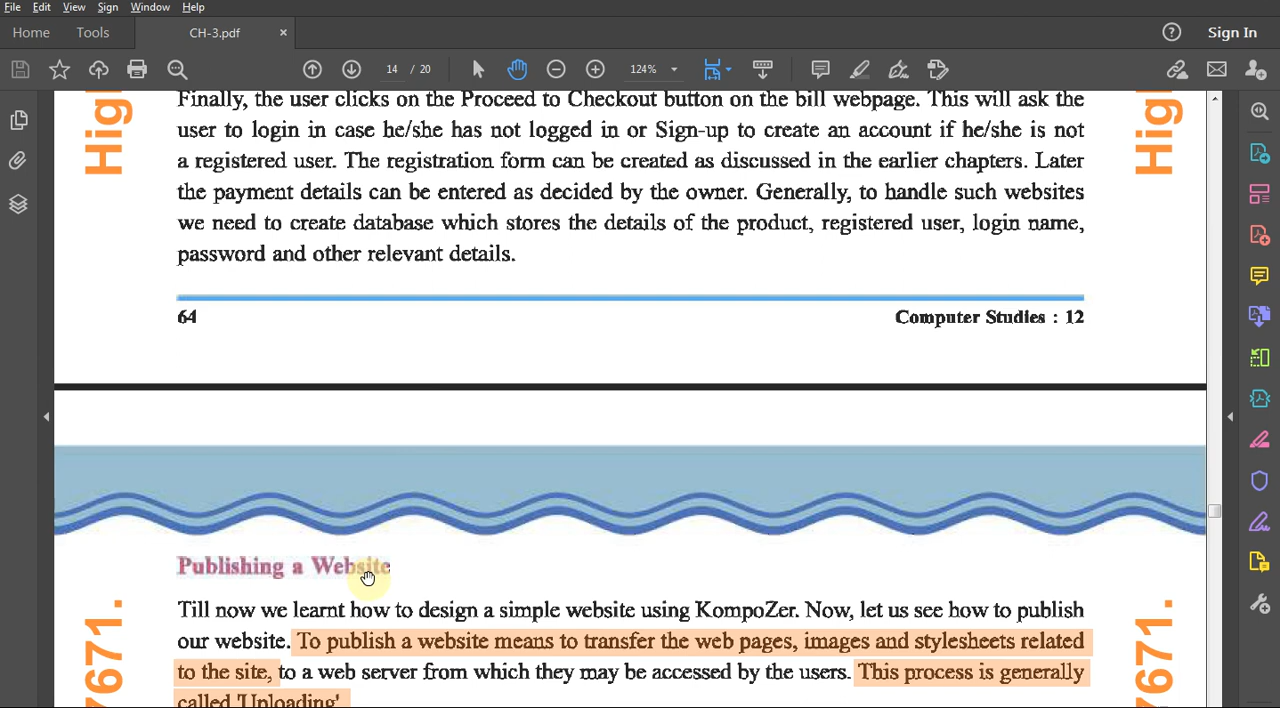 File Edit View Sign Window Help
Home Tools CH-3.pdf × ? Sign In
14 / 20 124%
Finally, the user clicks on the Proceed to Checkout button on the bill webpage. This will ask the
user to login in case he/she has not logged in or Sign-up to create an account if he/she is not
a registered user. The registration form can be created as discussed in the earlier chapters. Later
the payment details can be entered as decided by the owner. Generally, to handle such websites
we need to create database which stores the details of the product, registered user, login name,
password and other relevant details.
64 Computer Studies : 12
Publishing a Website
Till now we learnt how to design a simple website using KompoZer. Now, let us see how to publish
our website. To publish a website means to transfer the web pages, images and stylesheets related
to the site, to a web server from which they may be accessed by the users. This process is generally
called 'Uploading'.
High
High
7671.
7671.